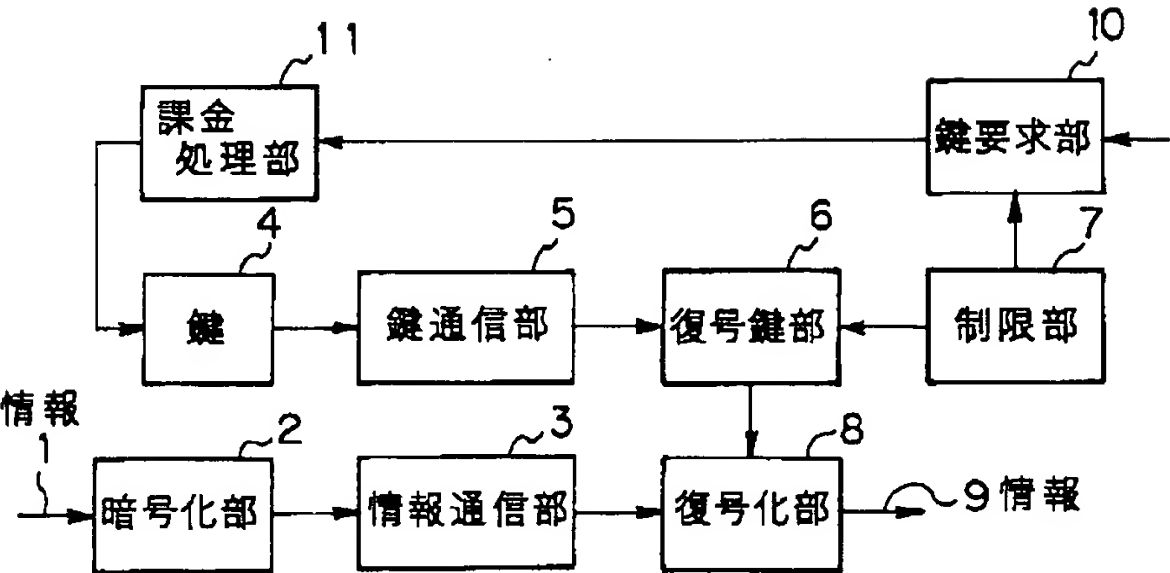 11
10
課金
処理部
鍵要求部
4
5
6
7
鍵
鍵通信部
復号鍵部
制限部
情報
1
2
3
8
暗号化部
情報通信部
復号化部
9情報